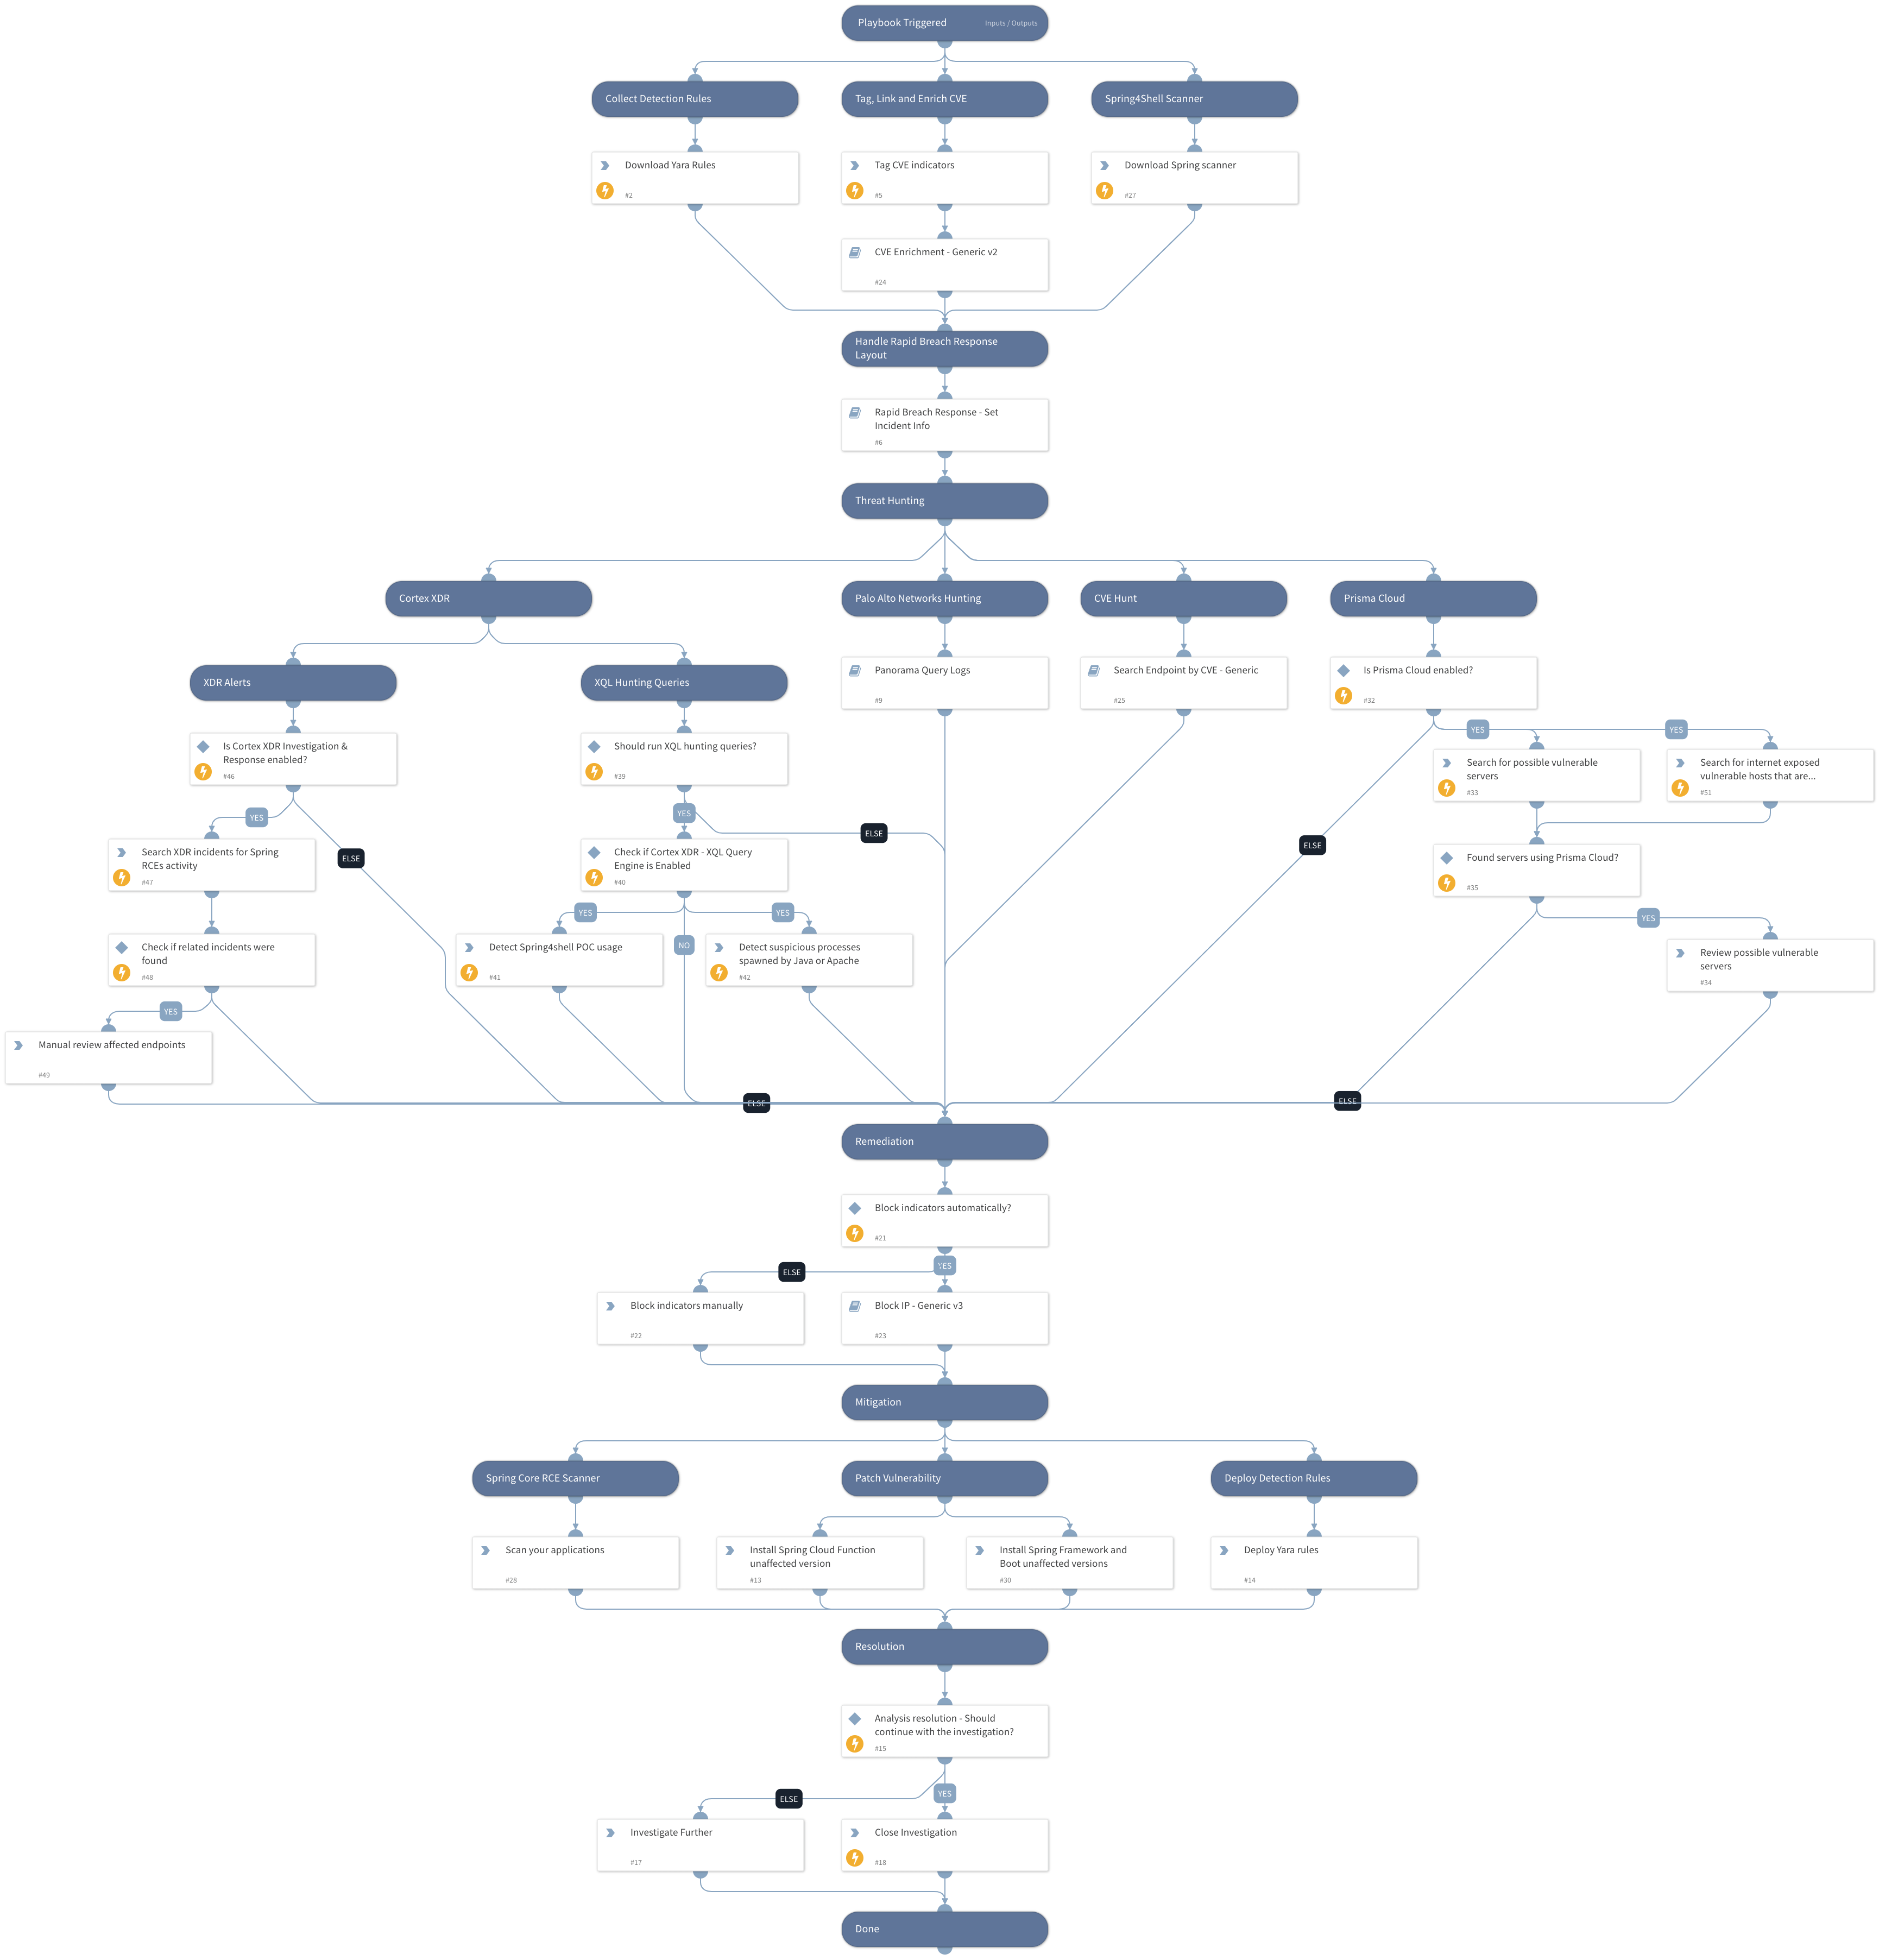 Playbook Triggered
Inputs / Outputs
Collect Detection Rules
Tag, Link and Enrich CVE
Spring4Shell Scanner
Download Yara Rules
#2
Tag CVE indicators
#5
Download Spring scanner
#27
CVE Enrichment - Generic v2
#24
Handle Rapid Breach Response
Layout
Rapid Breach Response - Set
Incident Info
#6
Threat Hunting
Cortex XDR
Palo Alto Networks Hunting
CVE Hunt
Prisma Cloud
XDR Alerts
XQL Hunting Queries
Panorama Query Logs
#9
Search Endpoint by CVE - Generic
#25
Is Prisma Cloud enabled?
#32
YES
YES
Is Cortex XDR Investigation &
Response enabled?
#46
Should run XQL hunting queries?
#39
Search for possible vulnerable
servers
#33
Search for internet exposed
vulnerable hosts that are...
#51
YES
YES
ELSE
ELSE
ELSE
Search XDR incidents for Spring
RCEs activity
#47
Check if Cortex XDR - XQL Query
Engine is Enabled
#40
Found servers using Prisma Cloud?
#35
YES
YES
YES
NO
Check if related incidents were
found
#48
Detect Spring4shell POC usage
#41
Detect suspicious processes
spawned by Java or Apache
#42
Review possible vulnerable
servers
#34
YES
Manual review affected endpoints
#49
ELSE
ELSE
Remediation
Block indicators automatically?
#21
YES
ELSE
Block indicators manually
#22
Block IP - Generic v3
#23
Mitigation
Spring Core RCE Scanner
Patch Vulnerability
Deploy Detection Rules
Scan your applications
#28
Install Spring Cloud Function
unaffected version
#13
Install Spring Framework and
Boot unaffected versions
#30
Deploy Yara rules
#14
Resolution
Analysis resolution - Should
continue with the investigation?
#15
YES
ELSE
Investigate Further
#17
Close Investigation
#18
Done